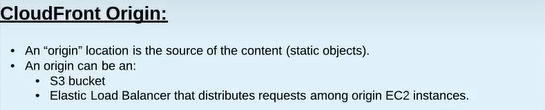 CloudFront Origin:
• An “origin” location is the source of the content (static objects).
• An origin can be an:
• S3 bucket
• Elastic Load Balancer that distributes requests among origin EC2 instances.